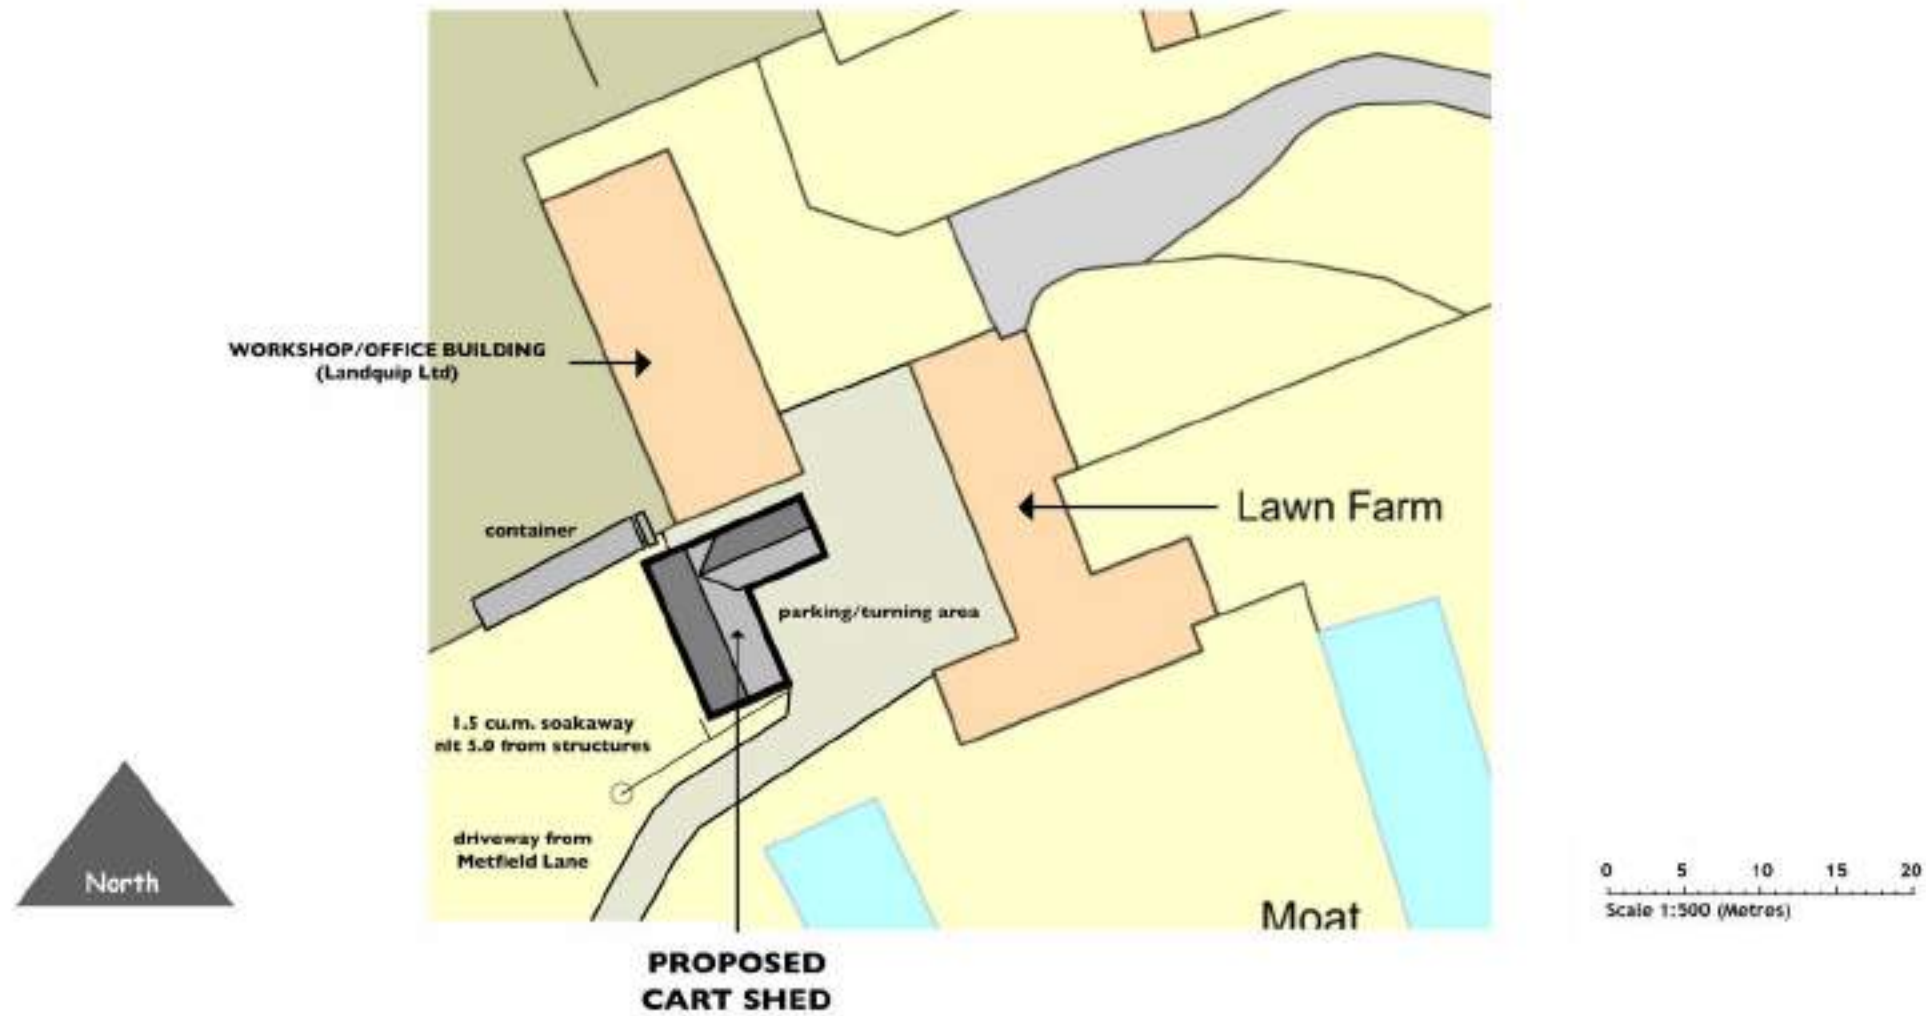 WORKSHOP/OFFICE BUILDING
(Landquip Ltd)
Lawn Farm
container
parking/turning area
1.5 cu.m. soakaway
nlt 5.0 from structures
driveway from
Metfield Lane
North
0 5 10 15 20
Scale 1:500 (Metres)
Moat
PROPOSED
CART SHED